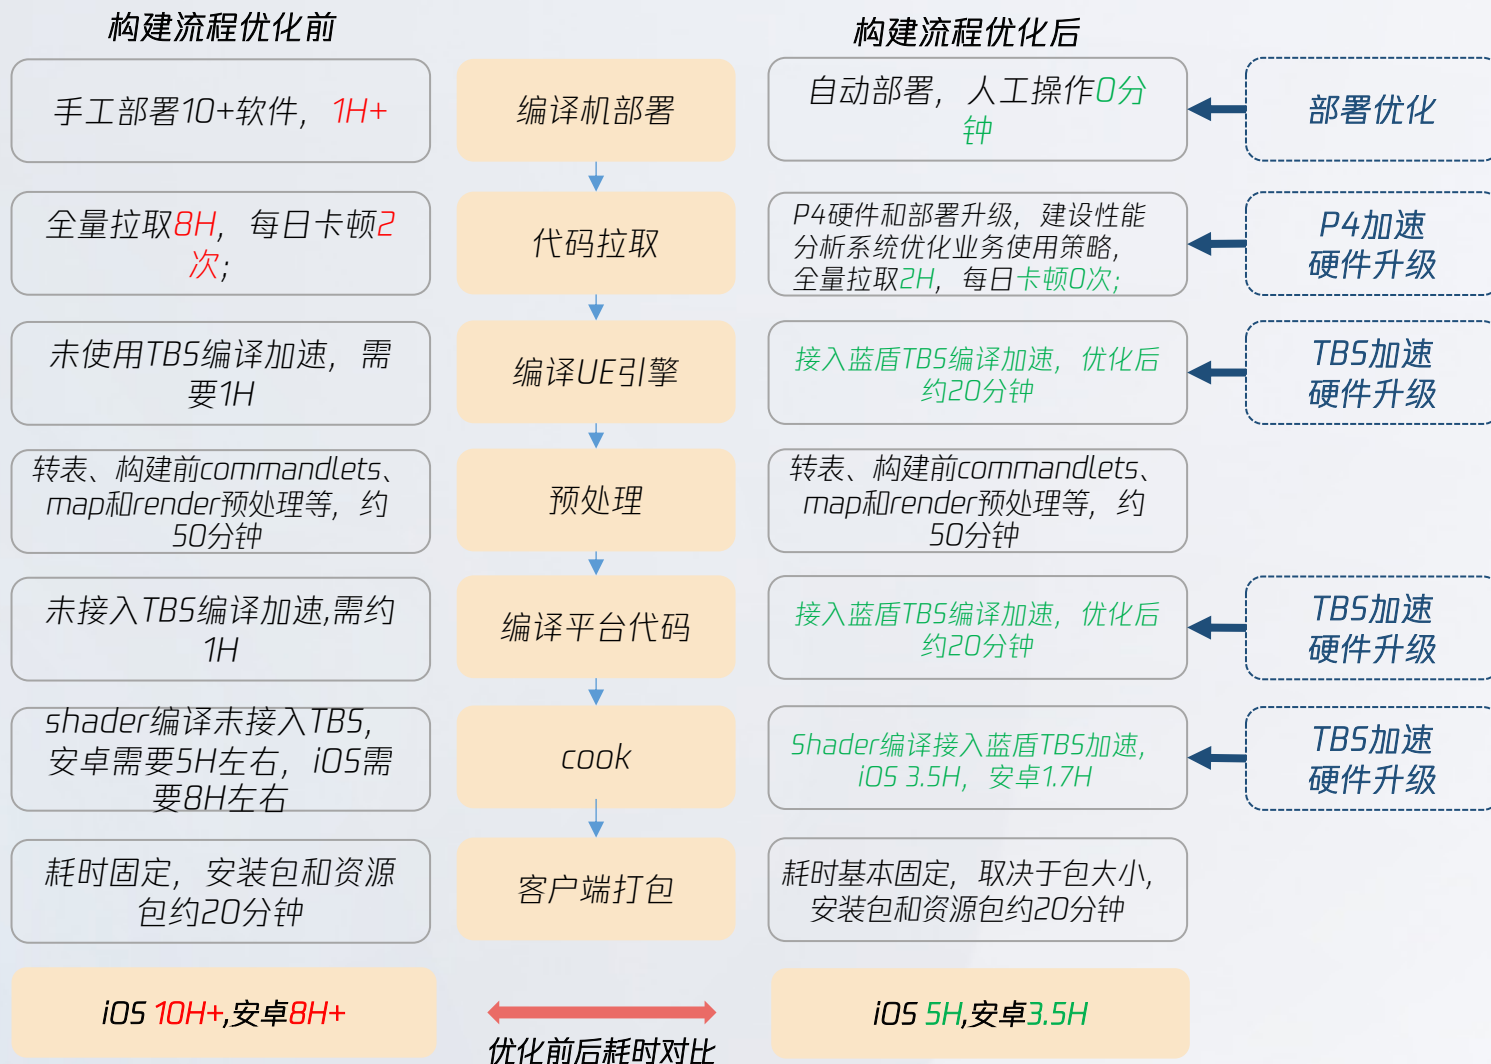 构建流程优化前
构建流程优化后
手工部署10+软件，1H+
编译机部署
自动部署，人工操作0分
钟
部署优化
全量拉取8H，每日卡顿2
次;
代码拉取
P4硬件和部署升级，建设性能
分析系统优化业务使用策略，
全量拉取2H，每日卡顿0次;
P4加速
硬件升级
未使用TBS编译加速，需
要1H
编译UE引擎
接入蓝盾TBS编译加速，优化后
约20分钟
TBS加速
硬件升级
转表、构建前commandlets、
map和render预处理等，约
50分钟
预处理
转表、构建前commandlets、
map和render预处理等，约
50分钟
未接入TBS编译加速,需约
1H
编译平台代码
接入蓝盾TBS编译加速，优化后
约20分钟
TBS加速
硬件升级
shader编译未接入TBS，
安卓需要5H左右，iOS需
要8H左右
cook
Shader编译接入蓝盾TBS加速，
iOS 3.5H，安卓1.7H
TBS加速
硬件升级
耗时固定，安装包和资源
包约20分钟
客户端打包
耗时基本固定，取决于包大小，
安装包和资源包约20分钟
iOS 10H+,安卓8H+
优化前后耗时对比
iOS 5H,安卓3.5H